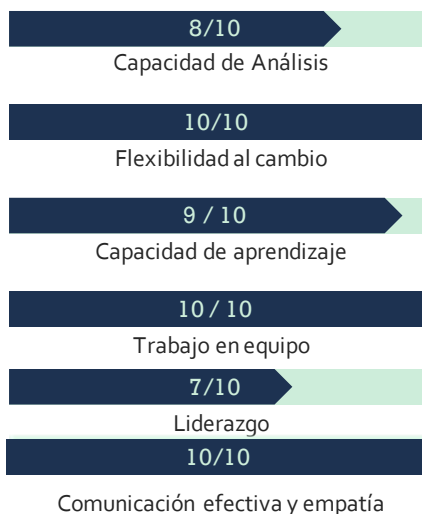 8/10
Capacidad de Análisis
10/10
Flexibilidad al cambio
9 / 10
Capacidad de aprendizaje
10 / 10
Trabajo en equipo
7/10
Liderazgo
10/10
Comunicación efectiva y empatía